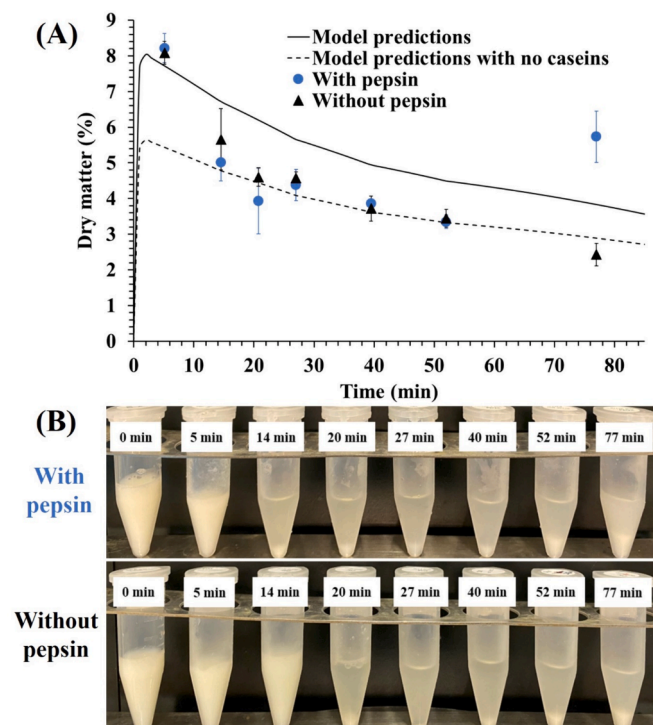 (A)
Model predictions
Model predictions with no caseins
With pepsin
Without pepsin
Dry matter (%)
9
8
7
6
5
4
3
2
1
0
0 10 20 30 40 50 60 70 80
Time (min)
(B)
0 min 5 min 14 min 20 min 27 min 40 min 52 min 77 min
With
pepsin
0 min 5 min 14 min 20 min 27 min 40 min 52 min 77 min
Without
pepsin